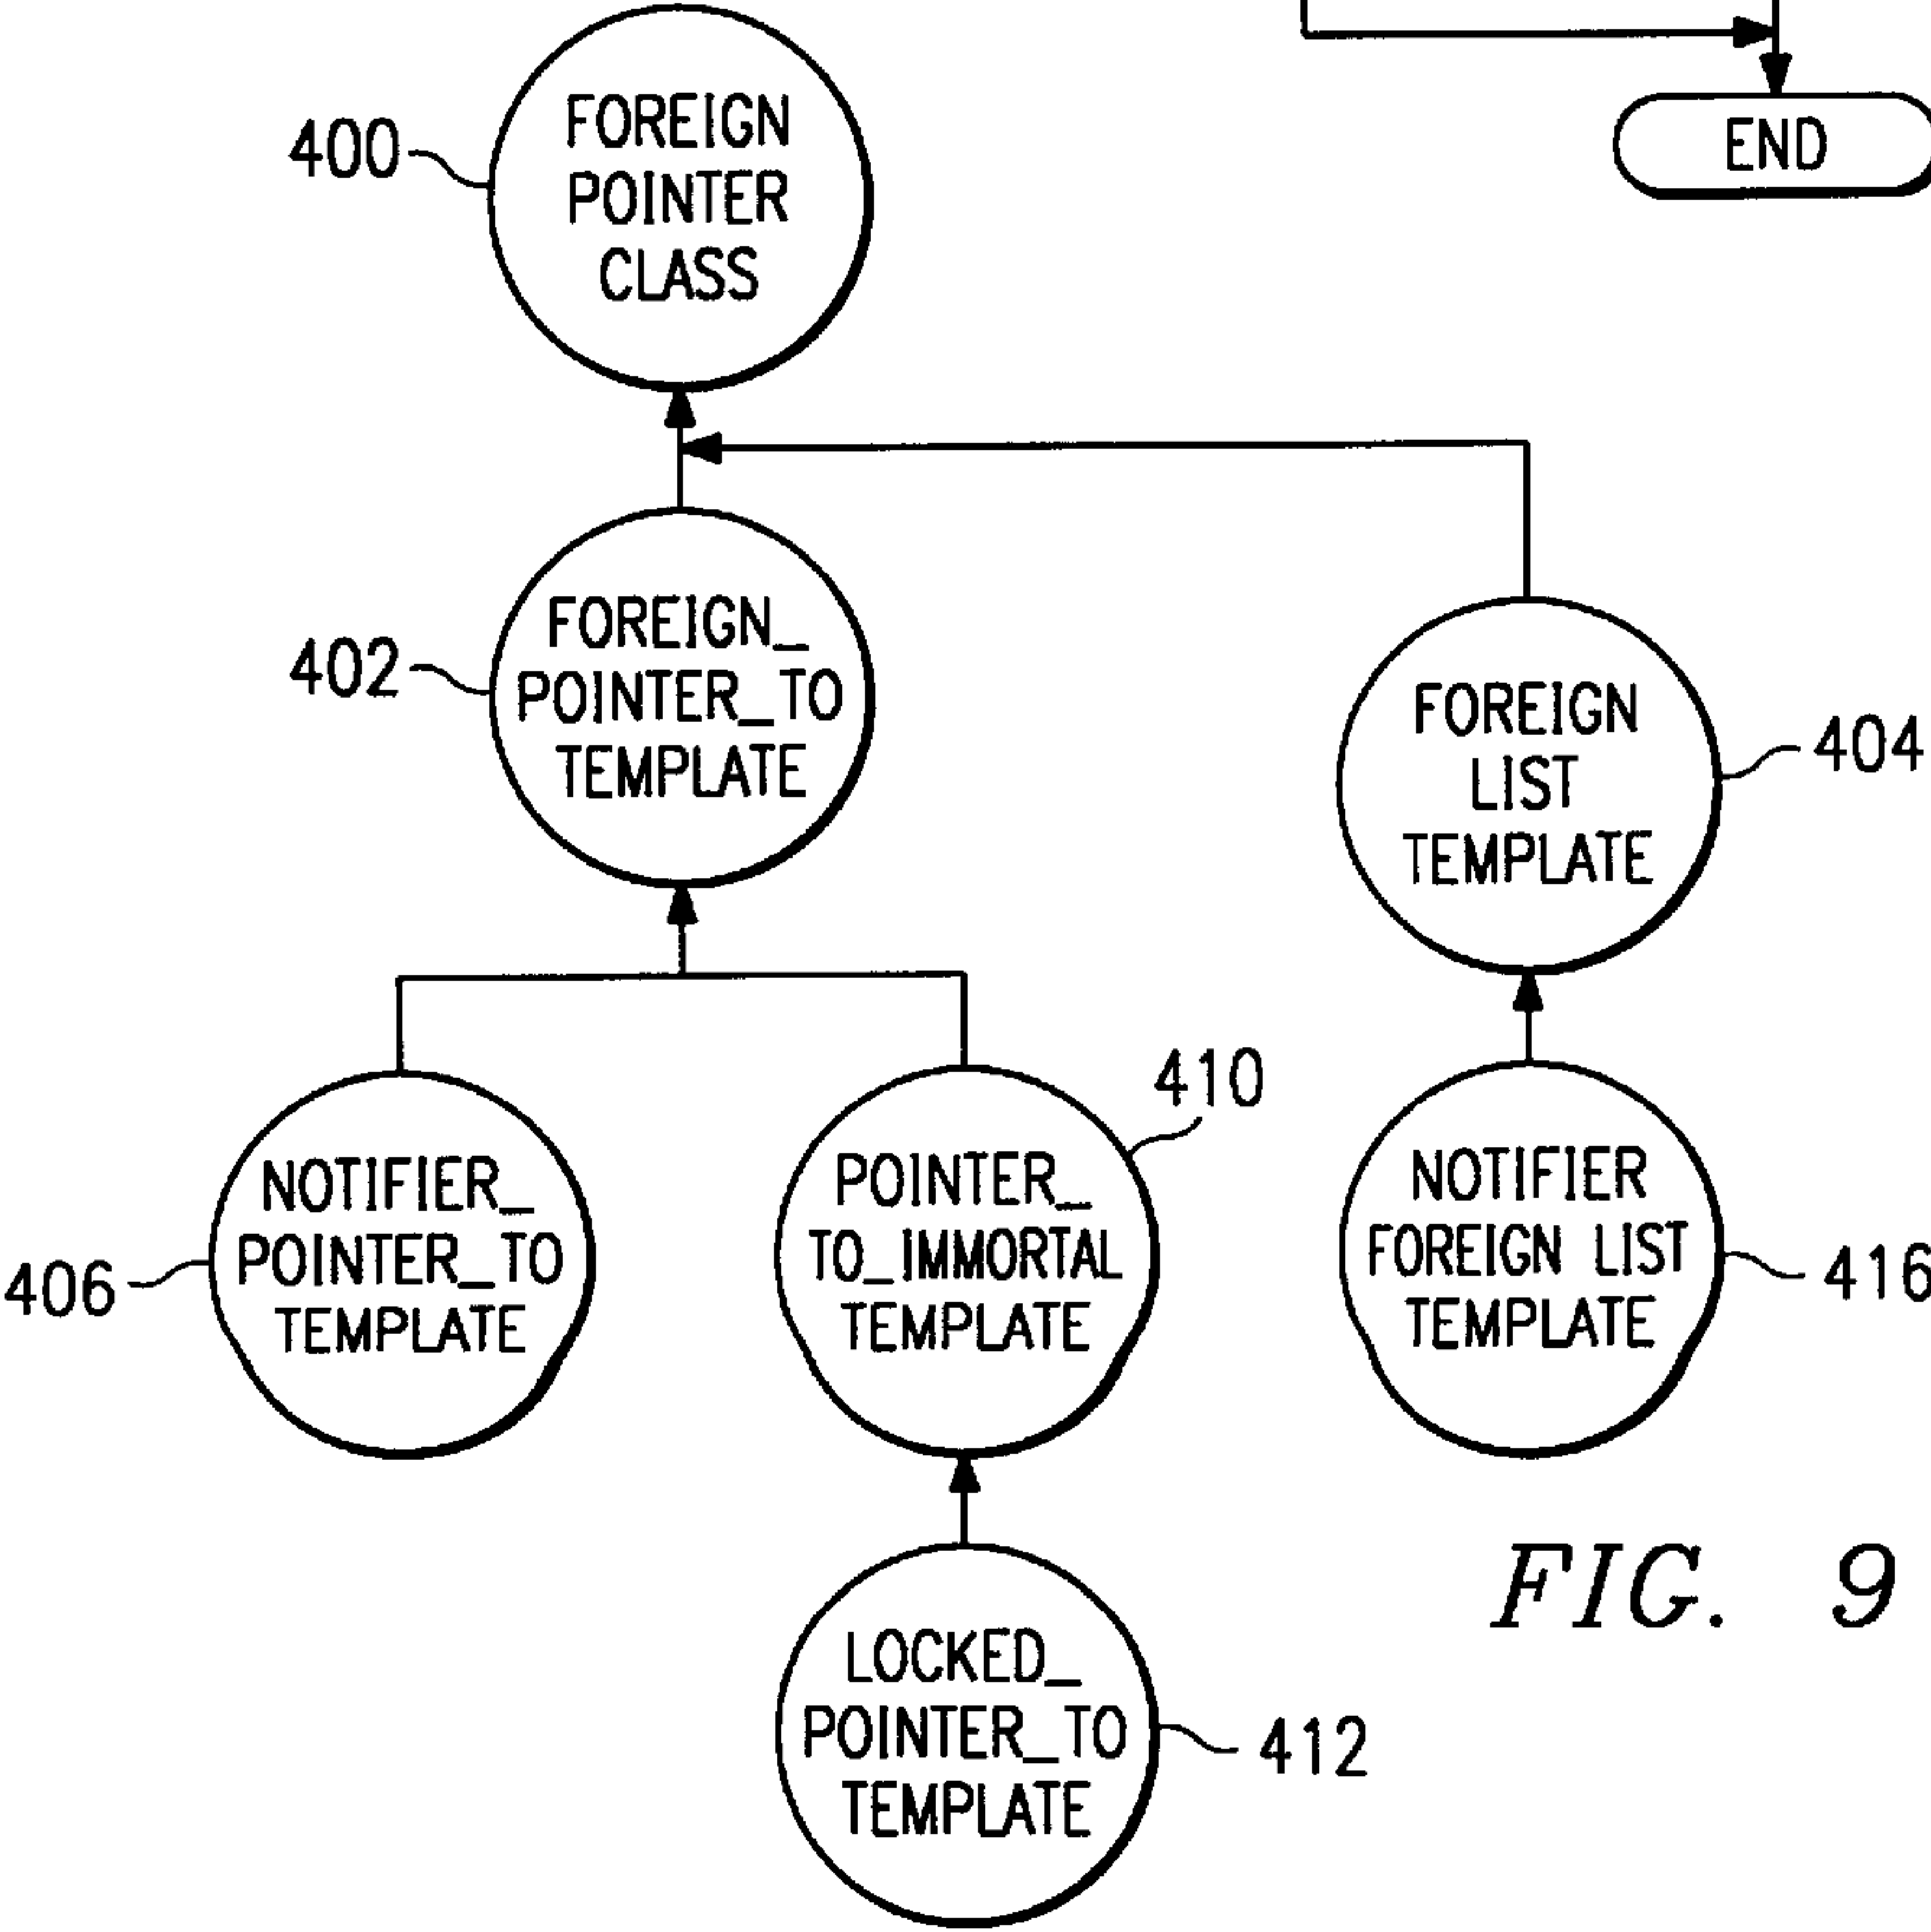 END
400
FOREIGN
POINTER
CLASS
402
FOREIGN_
POINTER_TO
TEMPLATE
FOREIGN
LIST
TEMPLATE
404
406
NOTIFIER_
POINTER_TO
TEMPLATE
410
POINTER_
TO_IMMORTAL
TEMPLATE
NOTIFIER
FOREIGN LIST
TEMPLATE
416
LOCKED_
POINTER_TO
TEMPLATE
412
FIG. 9